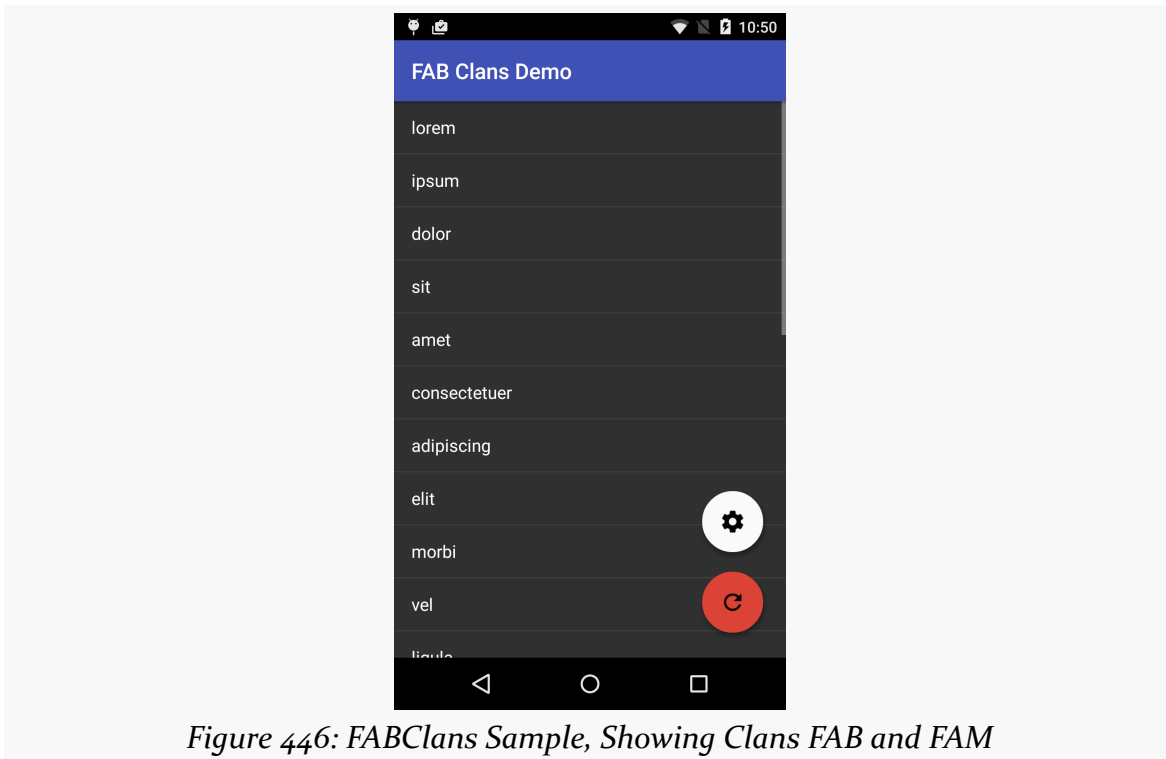 10:50
FAB Clans Demo
lorem
ipsum
dolor
sit
amet
consectetuer
adipiscing
elit
morbi
vel
ligula
Figure 446: FABClans Sample, Showing Clans FAB and FAM